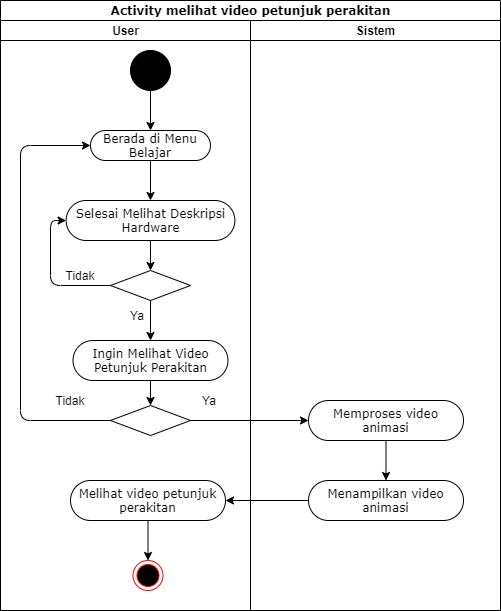 Activity melihat video petunjuk perakitan
User
Sistem
Berada di Menu
Belajar
Selesai Melihat Deskripsi
Hardware
Tidak
Ya
Ingin Melihat Video
Petunjuk Perakitan
Tidak
Ya
Memproses video
animasi
Melihat video petunjuk
perakitan
Menampilkan video
animasi